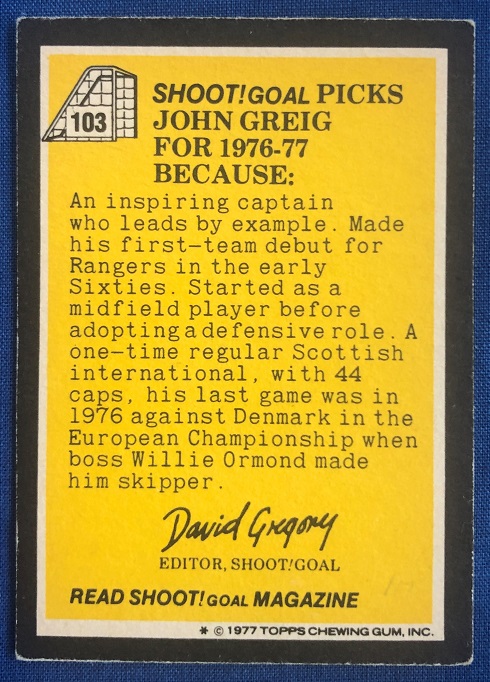 103
SHOOT! GOAL PICKS
JOHN GREIG
FOR 1976-77
BECAUSE:
An inspiring captain
who leads by example. Made
his first-team debut for
Rangers in the early
Sixties. Started as a
midfield player before
adopting a defensive role. A
one-time regular Scottish
international, with 44
caps, his last game was in
1976 against Denmark in the
European Championship when
boss Willie Ormond made
him skipper.
David Gregory
EDITOR, SHOOT! GOAL
READ SHOOT! GOAL MAGAZINE
* © 1977 TOPPS CHEWING GUM, INC.